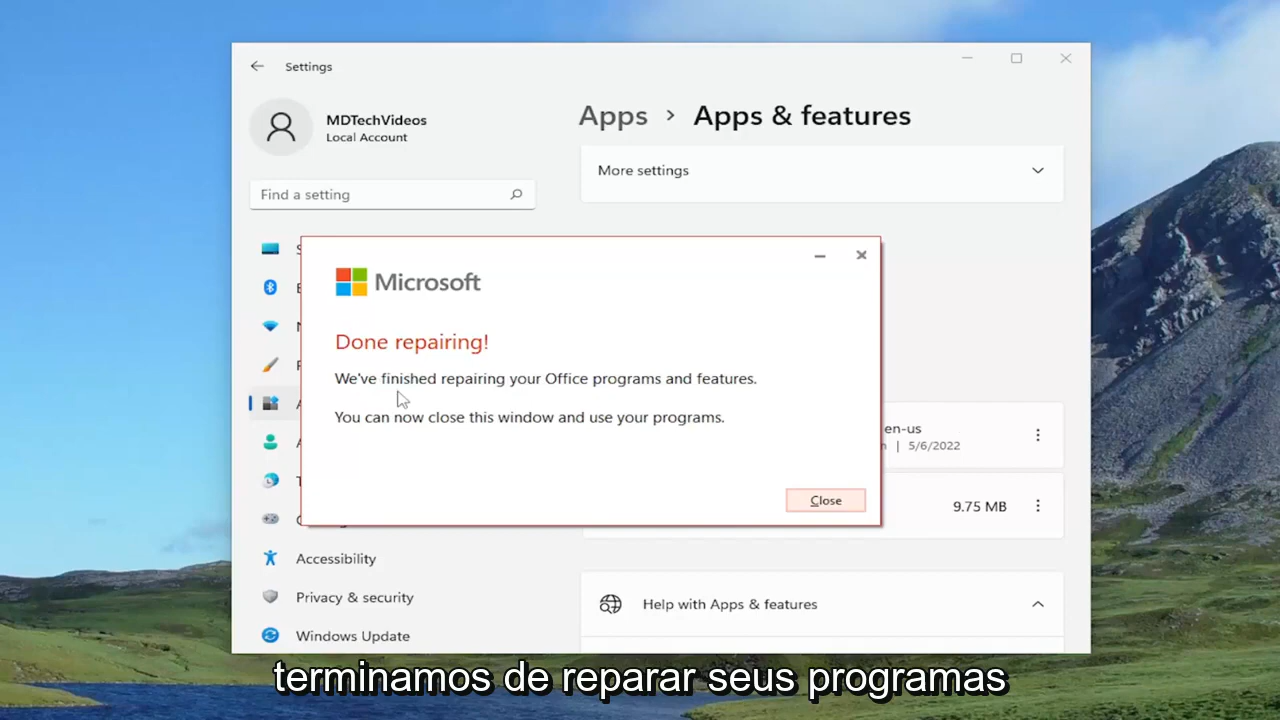 Settings
MDTechVideos
Local Account
Find a setting
Apps > Apps & features
More settings
Microsoft
Done repairing!
We've finished repairing your Office programs and features.
You can now close this window and use your programs.
Close
en-us
| 5/6/2022
9.75 MB
Accessibility
Privacy & security
Windows Update
Help with Apps & features
terminamos de reparar seus programas